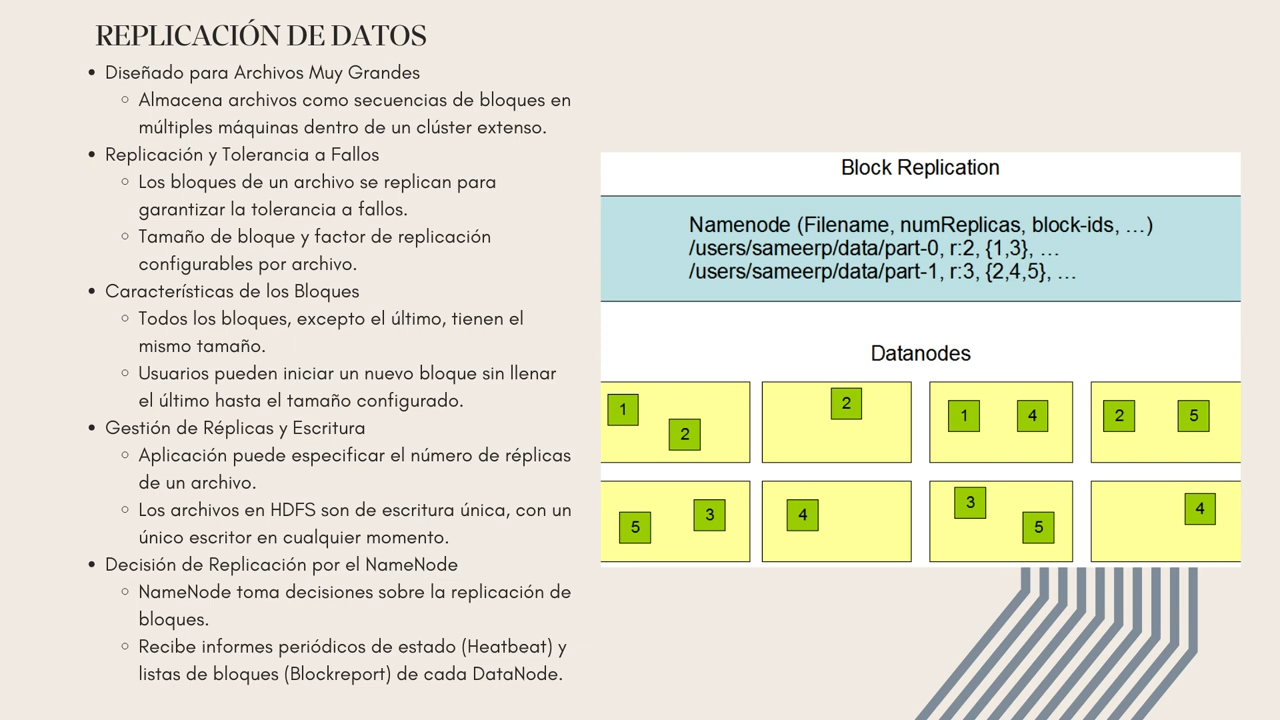 REPLICACIÓN DE DATOS
• Diseñado para Archivos Muy Grandes
◦ Almacena archivos como secuencias de bloques en
múltiples máquinas dentro de un clúster extenso.
• Replicación y Tolerancia a Fallos
◦ Los bloques de un archivo se replican para
garantizar la tolerancia a fallos.
◦ Tamaño de bloque y factor de replicación
configurables por archivo.
• Características de los Bloques
◦ Todos los bloques, excepto el último, tienen el
mismo tamaño.
◦ Usuarios pueden iniciar un nuevo bloque sin llenar
el último hasta el tamaño configurado.
• Gestión de Réplicas y Escritura
◦ Aplicación puede especificar el número de réplicas
de un archivo.
◦ Los archivos en HDFS son de escritura única, con un
único escritor en cualquier momento.
• Decisión de Replicación por el NameNode
◦ NameNode toma decisiones sobre la replicación de
bloques.
◦ Recibe informes periódicos de estado (Heatbeat) y
listas de bloques (Blockreport) de cada DataNode.
Block Replication
Namenode (Filename, numReplicas, block-ids, …)
/users/sameerp/data/part-0, r:2, {1,3}, …
/users/sameerp/data/part-1, r:3, {2,4,5}, …
Datanodes
1
2
2
1 4
2 5
5 3
4
3
5
4